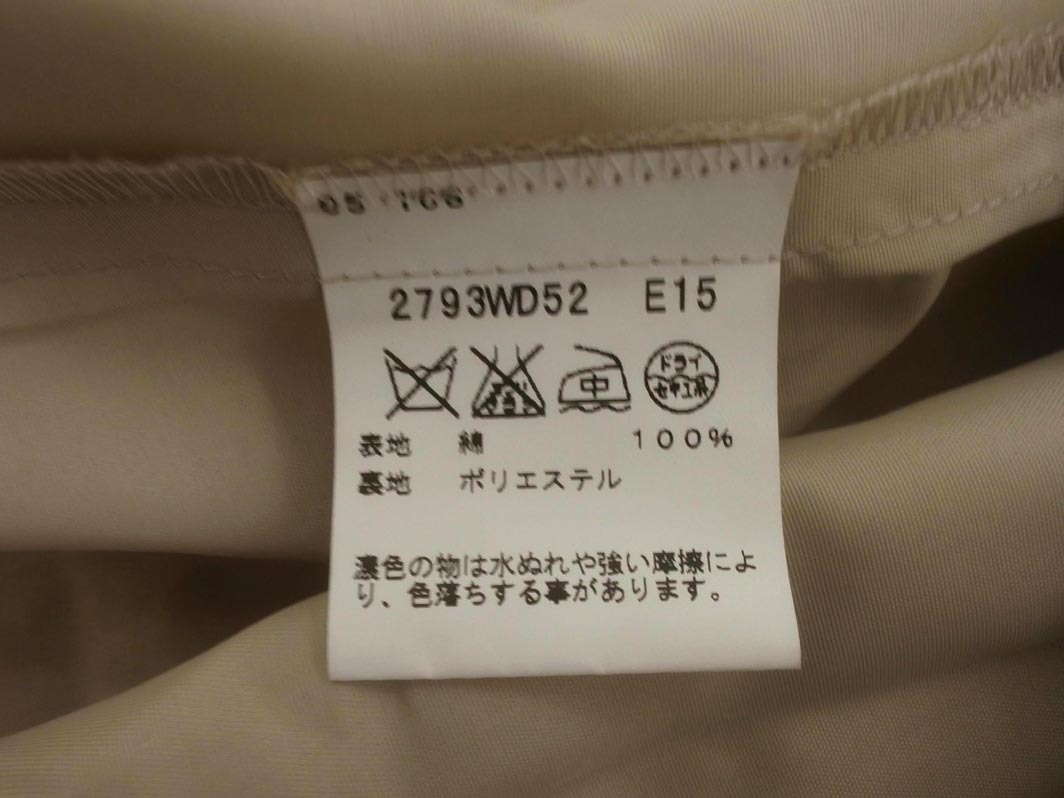 05 166
2793WD52 E15
中 ドライ
セキユ系
表地 綿 100%
裏地 ポリエステル
濃色の物は水ぬれや強い摩擦によ
り、色落ちする事があります。